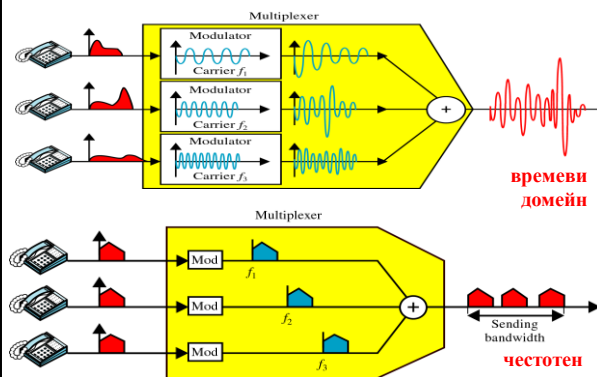 Multiplexer
Modulator
Carrier f₁
Modulator
Carrier f₂
+
Modulator
Carrier f₃
времеви
домейн
Multiplexer
Mod
f₁
Mod
f₂
+
Mod
f₃
Sending
bandwidth
честотен